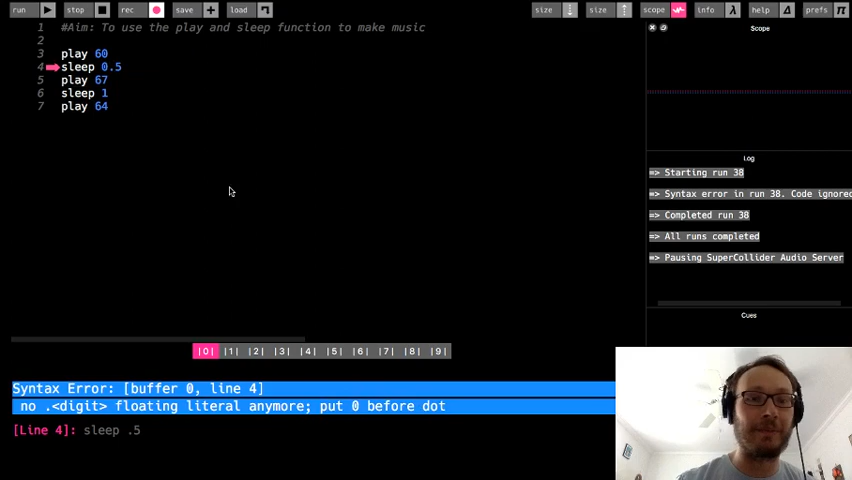 run stop rec save + load size size scope info λ help prefs π
1 #Aim: To use the play and sleep function to make music
2
3 play 60
4 sleep 0.5
5 play 67
6 sleep 1
7 play 64
Scope
Log
=> Starting run 38
=> Syntax error in run 38. Code ignored
=> Completed run 38
=> All runs completed
=> Pausing SuperCollider Audio Server
Cues
|0| |1| |2| |3| |4| |5| |6| |7| |8| |9|
Syntax Error: [buffer 0, line 4]
no .<digit> floating literal anymore; put 0 before dot
[Line 4]: sleep .5